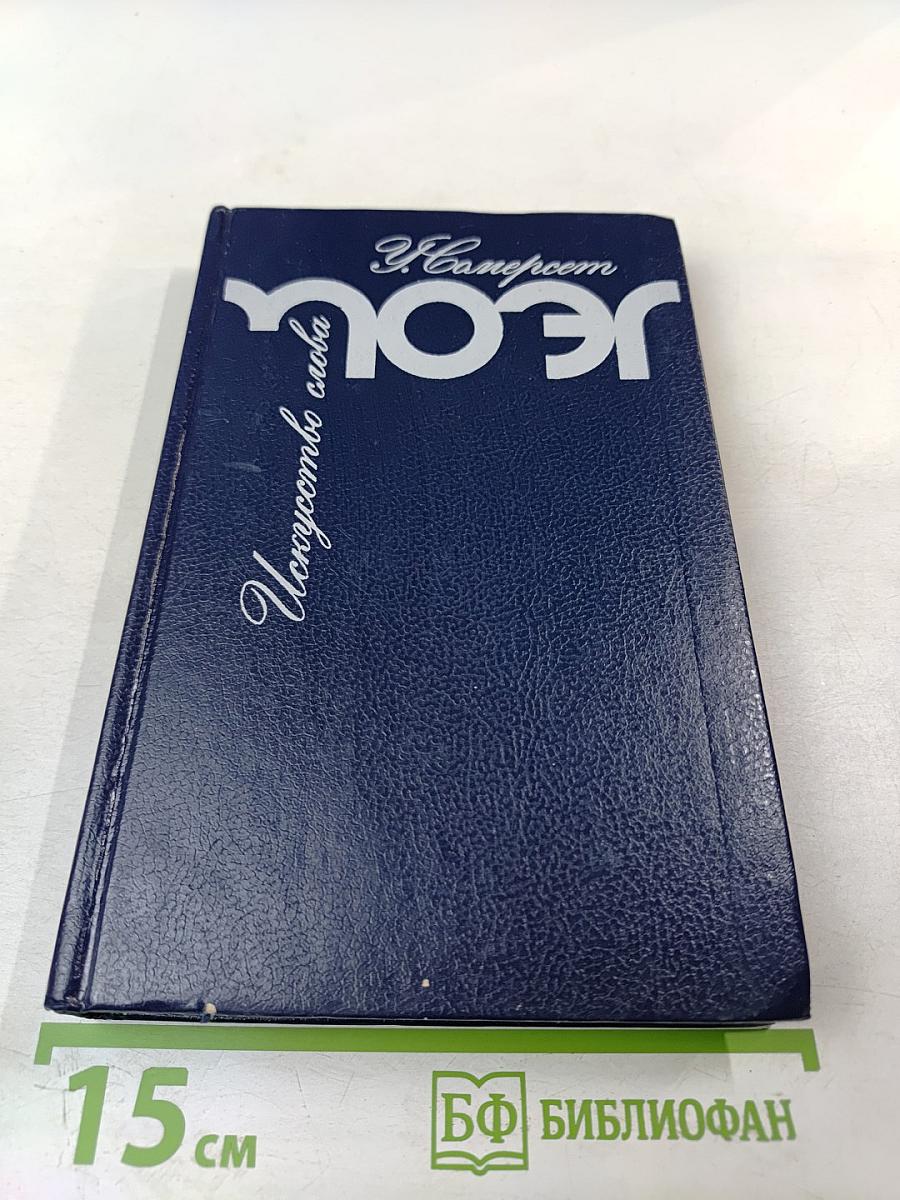 У. Сомерсет
МОЭМ
Искусство слова
15 см
БФ БИБЛИОФАН